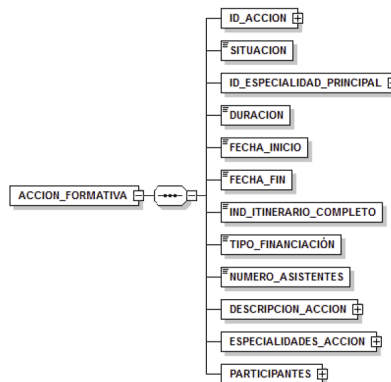 ID_ACCION
SITUACION
ID_ESPECIALIDAD_PRINCIPAL
DURACION
FECHA_INICIO
FECHA_FIN
ACCION_FORMATIVA
IND_ITINERARIO_COMPLETO
TIPO_FINANCIACIÓN
NUMERO_ASISTENTES
DESCRIPCION_ACCION
ESPECIALIDADES_ACCION
PARTICIPANTES